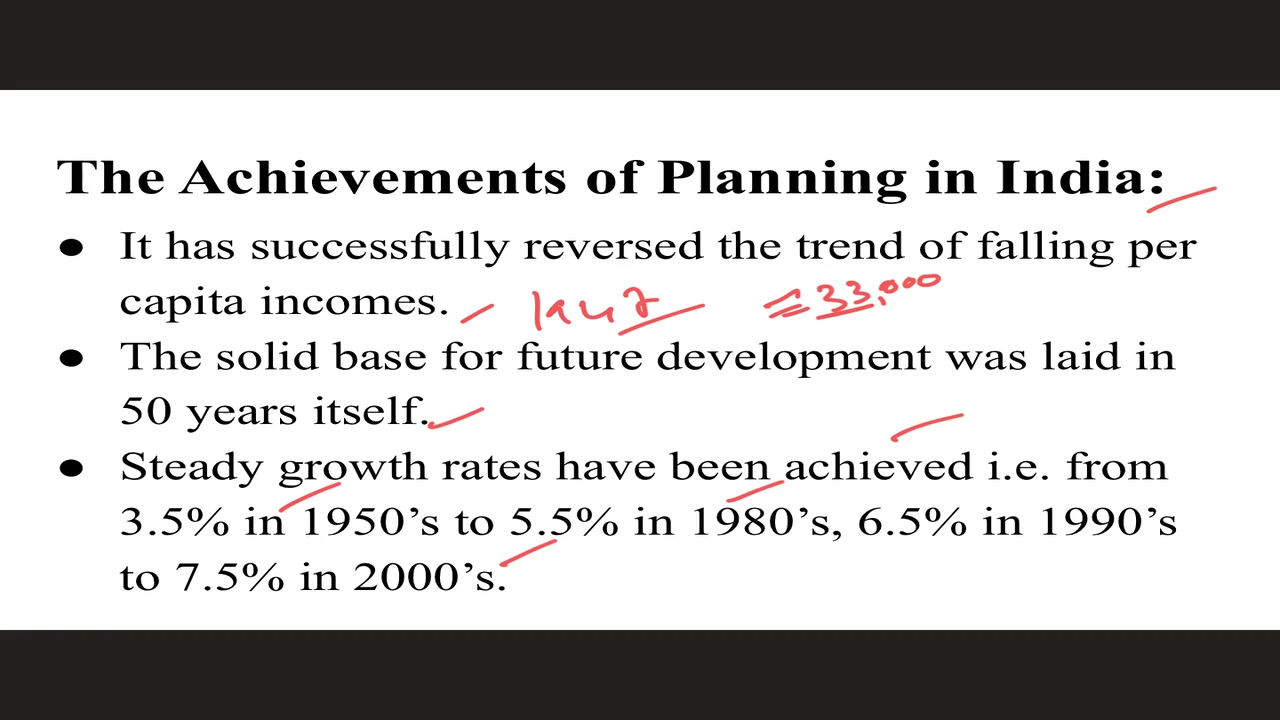 The Achievements of Planning in India:
● It has successfully reversed the trend of falling per
capita incomes. 1947 = 33,000
● The solid base for future development was laid in
50 years itself.
● Steady growth rates have been achieved i.e. from
3.5% in 1950’s to 5.5% in 1980’s, 6.5% in 1990’s
to 7.5% in 2000’s.